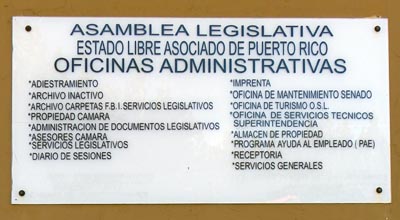 ASAMBLEA LEGISLATIVA
ESTADO LIBRE ASOCIADO DE PUERTO RICO
OFICINAS ADMINISTRATIVAS
*ADIESTRAMIENTO
*ARCHIVO INACTIVO
*ARCHIVO CARPETAS F.B.I. SERVICIOS LEGISLATIVOS
*PROPIEDAD CAMARA
*ADMINISTRACION DE DOCUMENTOS LEGISLATIVOS
*ASESORES CAMARA
*SERVICIOS LEGISLATIVOS
*DIARIO DE SESIONES
*IMPRENTA
*OFICINA DE MANTENIMIENTO SENADO
*OFICINA DE TURISMO O.S.L.
*OFICINA DE SERVICIOS TECNICOS
SUPERINTENDENCIA
*ALMACEN DE PROPIEDAD
*PROGRAMA AYUDA AL EMPLEADO ( PAE)
*RECEPTORIA
*SERVICIOS GENERALES